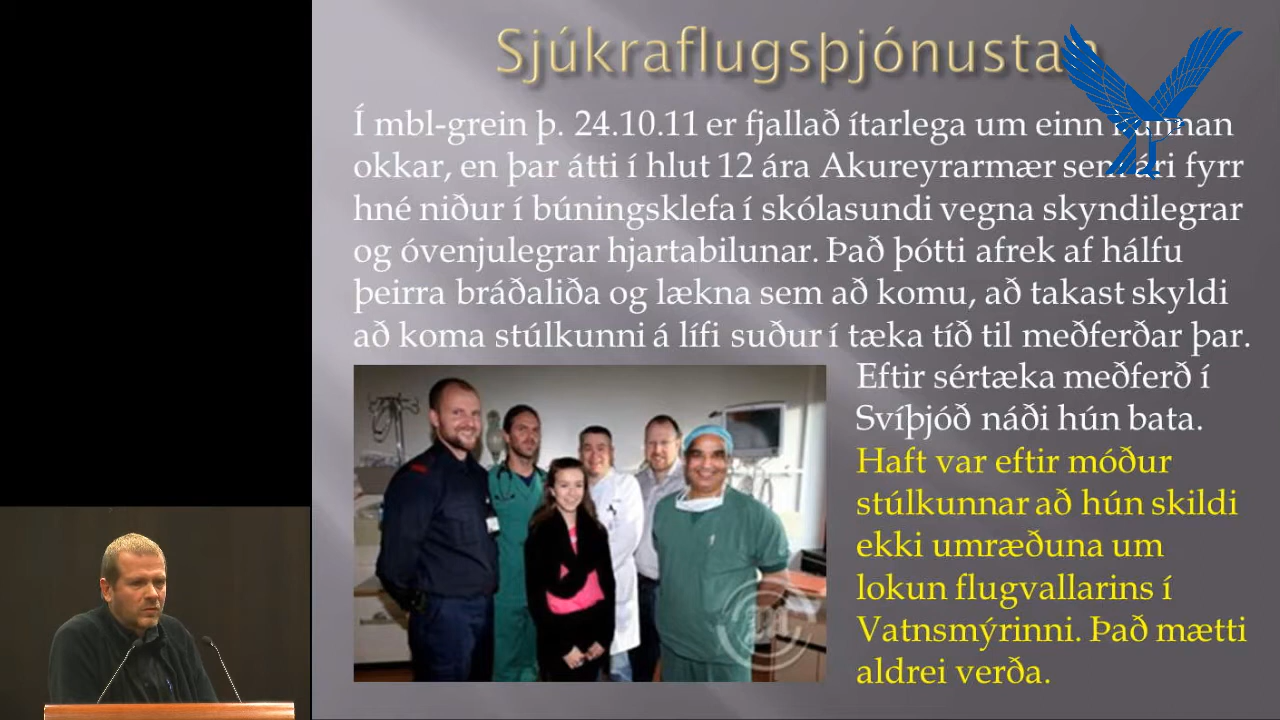 Sjúkraflugsþjónustan
Í mbl-grein þ. 24.10.11 er fjallað ítarlega um einn
okkar, en þar átti í hlut 12 ára Akureyrarmær sem ári fyrr
hné niður í búningsklefa í skólasundi vegna skyndilegrar
og óvenjulegrar hjartabilunar. Það þótti afrek af hálfu
þeirra bráðaliða og lækna sem að komu, að takast skyldi
að koma stúlkunni á lífi suður í tæka tíð til meðferðar þar.
Eftir sértæka meðferð í
Svíþjóð náði hún bata.
Haft var eftir móður
stúlkunnar að hún skildi
ekki umræðuna um
lokun flugvallarins í
Vatnsmýrinni. Það mætti
aldrei verða.